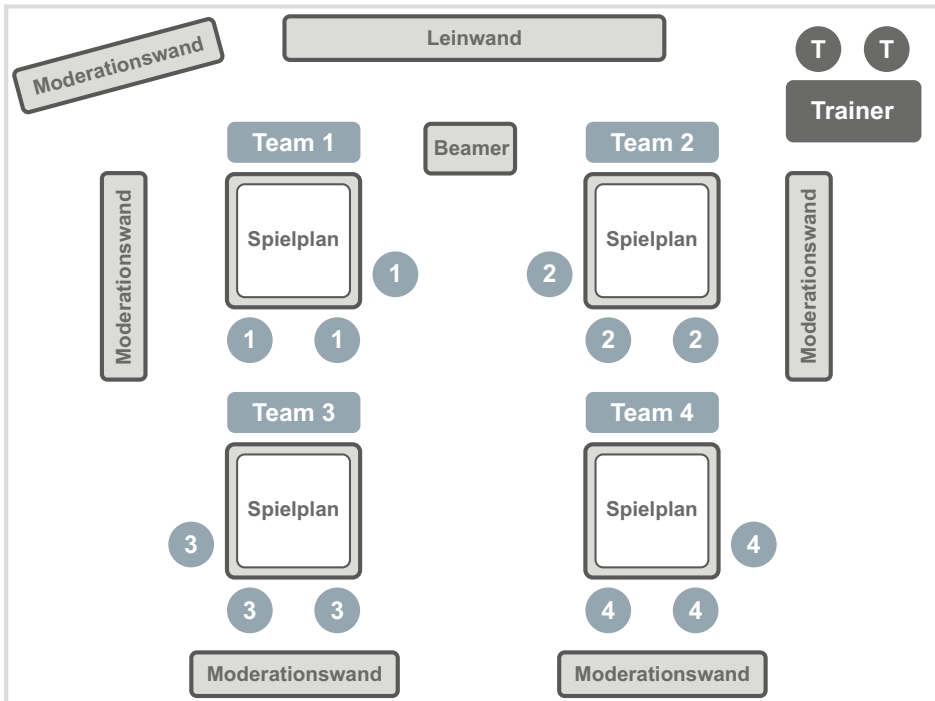 Leinwand
Moderationswand
T T
Trainer
Team 1
Beamer
Team 2
Moderationswand
Spielplan
Spielplan
Moderationswand
1
2
1 1
2 2
Team 3
Team 4
Spielplan
Spielplan
3
4
3 3
4 4
Moderationswand
Moderationswand